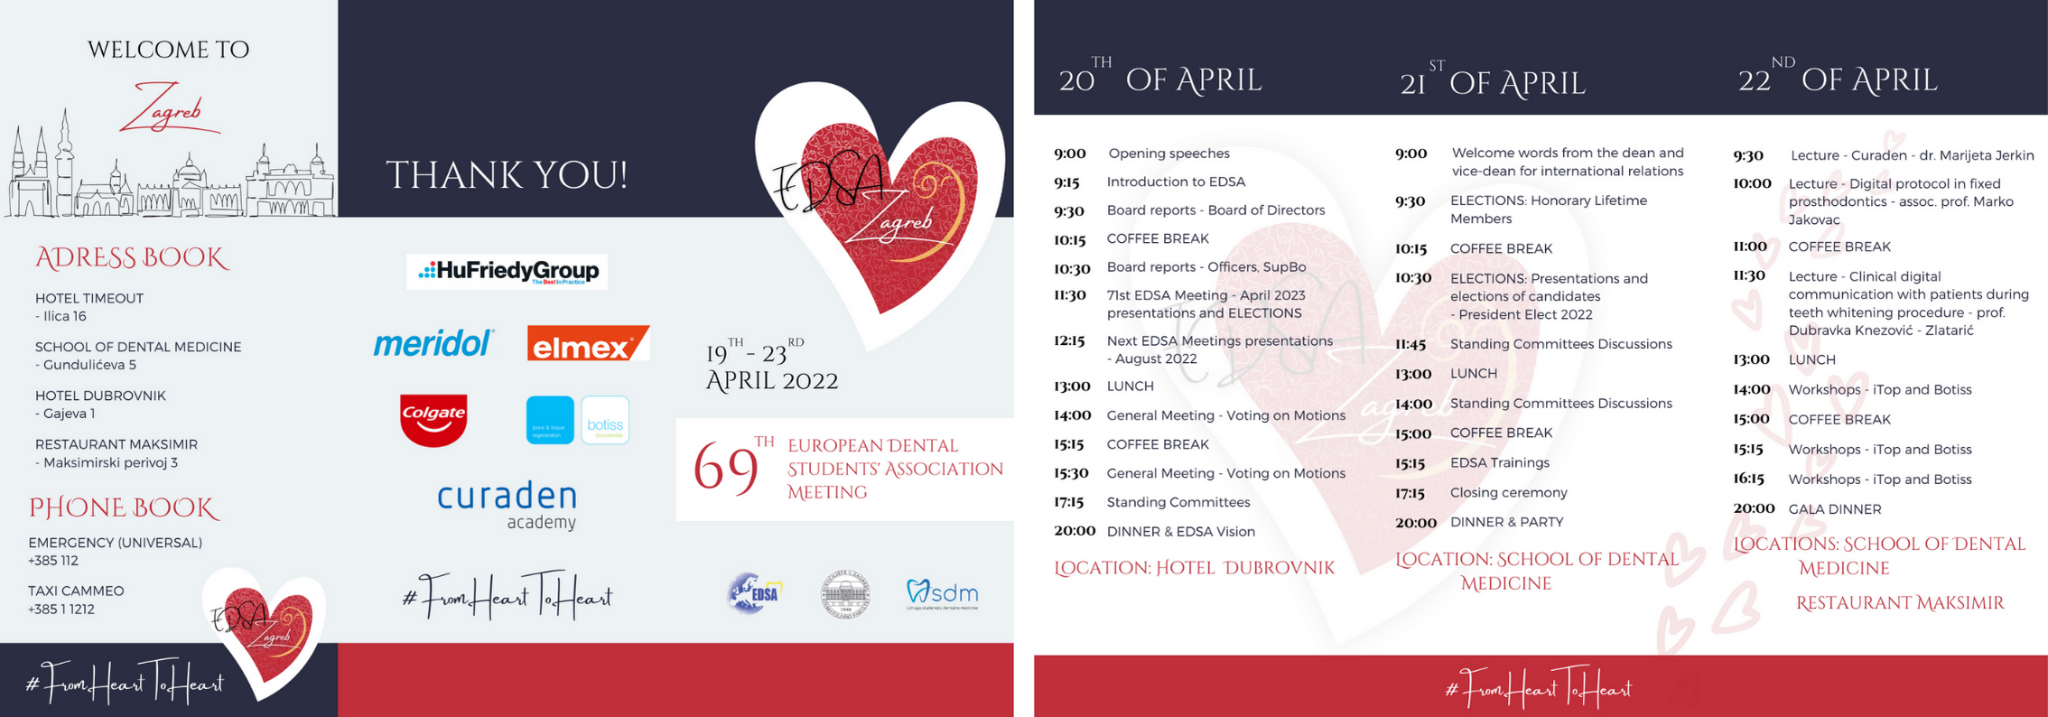 WELCOME TO
Zagreb
ADRESS BOOK
HOTEL TIMEOUT
- Ilica 16
SCHOOL OF DENTAL MEDICINE
- Gundulićeva 5
HOTEL DUBROVNIK
- Gajeva 1
RESTAURANT MAKSIMIR
- Maksimirski perivoj 3
PHONE BOOK
EMERGENCY (UNIVERSAL)
+385 112
TAXI CAMMEO
+385 1 1212
EDSA
Zagreb
#FromHeartToHeart
THANK YOU!
HuFriedyGroup
The Best In Practice
meridol®
elmex
Colgate
bone & tissue
regeneration
botiss
biomaterials
curaden
academy
#FromHeartToHeart
EDSA
Zagreb
19TH - 23RD
APRIL 2022
69TH
EUROPEAN DENTAL
STUDENTS' ASSOCIATION
MEETING
EDSA
sdm
20TH OF APRIL
9:00 Opening speeches
9:15 Introduction to EDSA
9:30 Board reports - Board of Directors
10:15 COFFEE BREAK
10:30 Board reports - Officers, SupBo
11:30 71st EDSA Meeting - April 2023
presentations and ELECTIONS
12:15 Next EDSA Meetings presentations
- August 2022
13:00 LUNCH
14:00 General Meeting - Voting on Motions
15:15 COFFEE BREAK
15:30 General Meeting - Voting on Motions
17:15 Standing Committees
20:00 DINNER & EDSA Vision
LOCATION: HOTEL DUBROVNIK
21ST OF APRIL
9:00 Welcome words from the dean and
vice-dean for international relations
9:30 ELECTIONS: Honorary Lifetime
Members
10:15 COFFEE BREAK
10:30 ELECTIONS: Presentations and
elections of candidates
- President Elect 2022
11:45 Standing Committees Discussions
13:00 LUNCH
14:00 Standing Committees Discussions
15:00 COFFEE BREAK
15:15 EDSA Trainings
17:15 Closing ceremony
20:00 DINNER & PARTY
LOCATION: SCHOOL OF DENTAL
MEDICINE
22ND OF APRIL
9:30 Lecture - Curaden - dr. Marijeta Jerkin
10:00 Lecture - Digital protocol in fixed
prosthodontics - assoc. prof. Marko
Jakovac
11:00 COFFEE BREAK
11:30 Lecture - Clinical digital
communication with patients during
teeth whitening procedure - prof.
Dubravka Knezović - Zlatarić
13:00 LUNCH
14:00 Workshops - iTop and Botiss
15:00 COFFEE BREAK
15:15 Workshops - iTop and Botiss
16:15 Workshops - iTop and Botiss
20:00 GALA DINNER
LOCATIONS: SCHOOL OF DENTAL
MEDICINE
RESTAURANT MAKSIMIR
#FromHeartToHeart